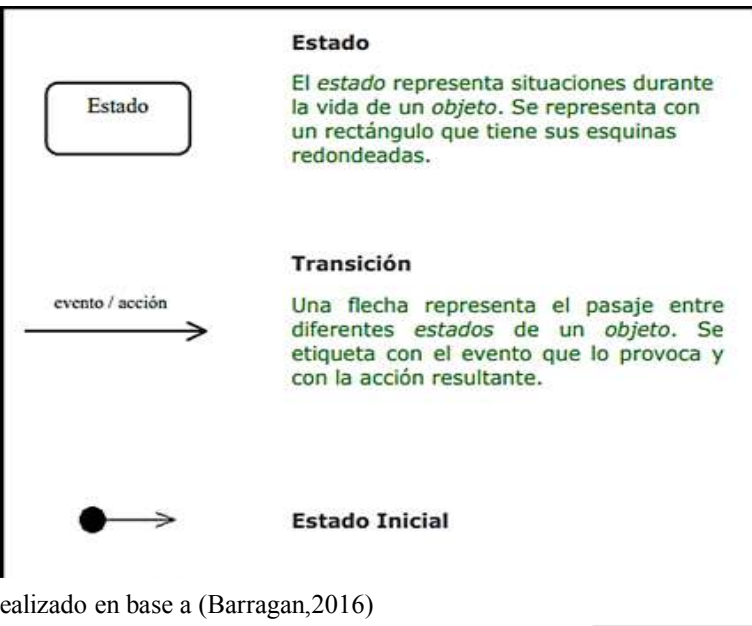 Estado
Estado
El estado representa situaciones durante
la vida de un objeto. Se representa con
un rectángulo que tiene sus esquinas
redondeadas.
Transición
evento / acción
Una flecha representa el pasaje entre
diferentes estados de un objeto. Se
etiqueta con el evento que lo provoca y
con la acción resultante.
Estado Inicial
ealizado en base a (Barragan,2016)